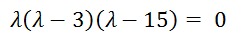 λ(λ − 3)(λ − 15) = 0